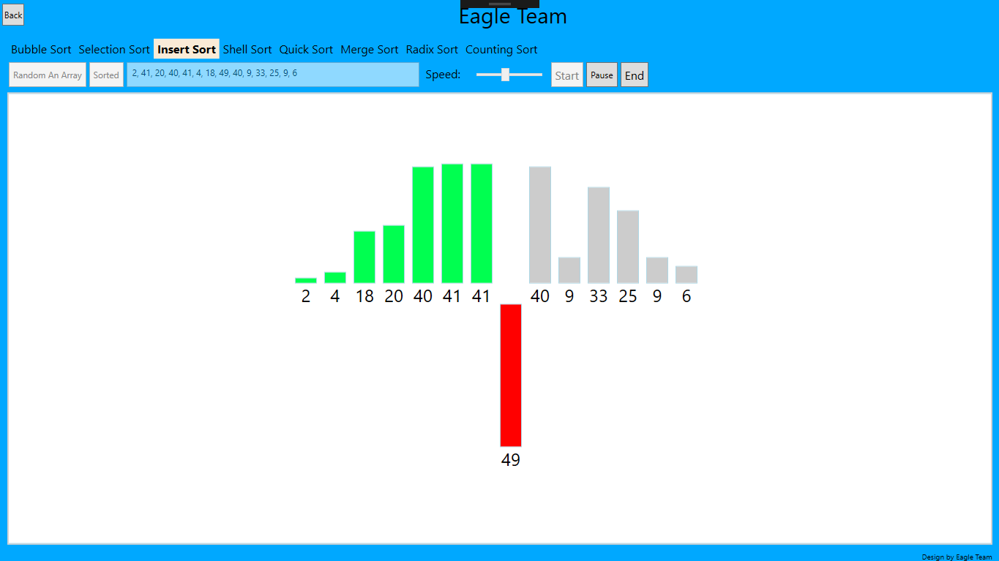 Back
Eagle Team
Bubble Sort Selection Sort Insert Sort Shell Sort Quick Sort Merge Sort Radix Sort Counting Sort
Random An Array Sorted 2, 41, 20, 40, 41, 4, 18, 49, 40, 9, 33, 25, 9, 6 Speed: Start Pause End
2 4 18 20 40 41 41 40 9 33 25 9 6
49
Design by Eagle Team